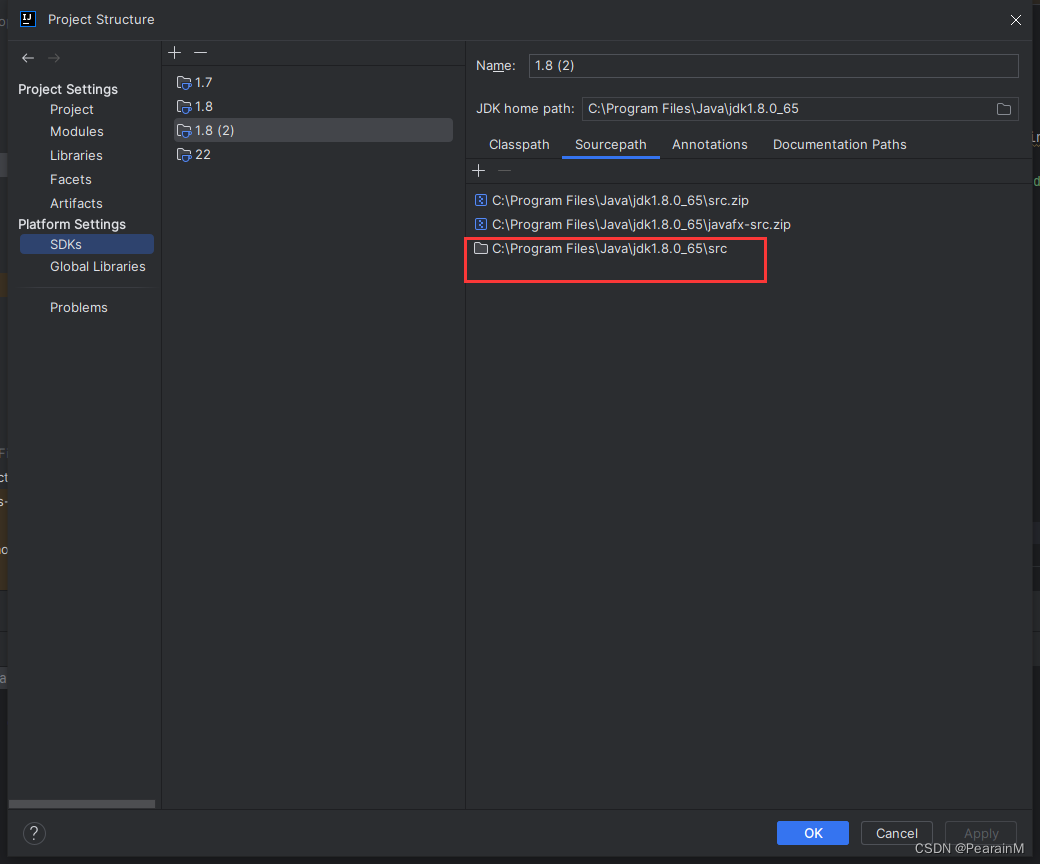 Project Structure
Project Settings
Project
Modules
Libraries
Facets
Artifacts
Platform Settings
SDKs
Global Libraries
Problems
1.7
1.8
1.8 (2)
22
Name: 1.8 (2)
JDK home path: C:\Program Files\Java\jdk1.8.0_65
Classpath Sourcepath Annotations Documentation Paths
C:\Program Files\Java\jdk1.8.0_65\src.zip
C:\Program Files\Java\jdk1.8.0_65\javafx-src.zip
C:\Program Files\Java\jdk1.8.0_65\src
? OK Cancel Apply
CSDN @PearainM